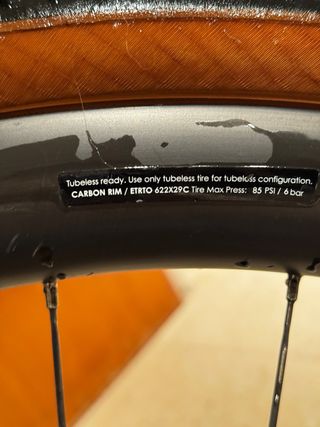 Tubeless ready. Use only tubeless tire for tubeless configuration.
CARBON RIM / ETRTO 622X29C Tire Max Press: 85 PSI / 6 bar